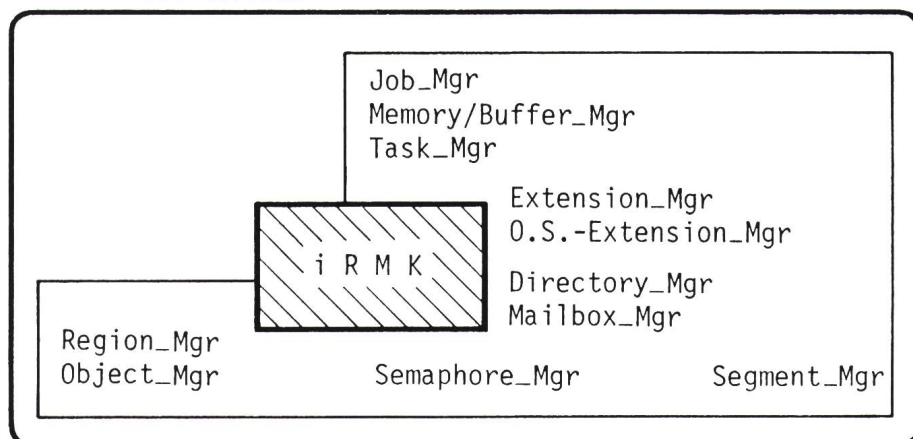 Job_Mgr
Memory/Buffer_Mgr
Task_Mgr
Extension_Mgr
O.S.-Extension_Mgr
i R M K
Directory_Mgr
Mailbox_Mgr
Region_Mgr
Object_Mgr
Semaphore_Mgr
Segment_Mgr